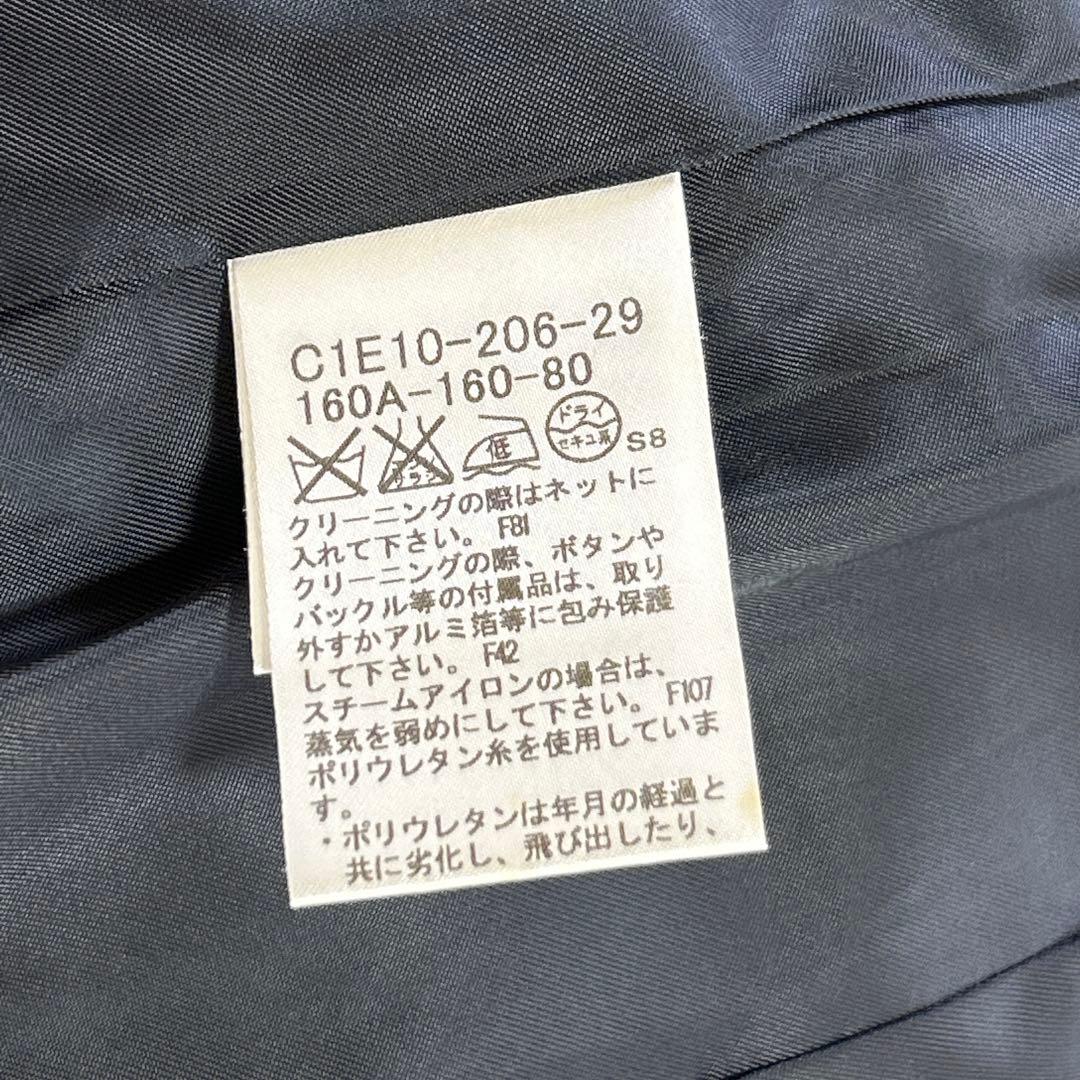 C1E10-206-29
160A-160-80
エンソ
サラシ
低
ドライ
セキユ系
S8
クリーニングの際はネットに
入れて下さい。 F81
クリーニングの際、ボタンや
バックル等の付属品は、取り
外すかアルミ箔等に包み保護
して下さい。 F42
スチームアイロンの場合は、
蒸気を弱めにして下さい。 F107
ポリウレタン糸を使用していま
す。
・ポリウレタンは年月の経過と
共に劣化し、飛び出したり、